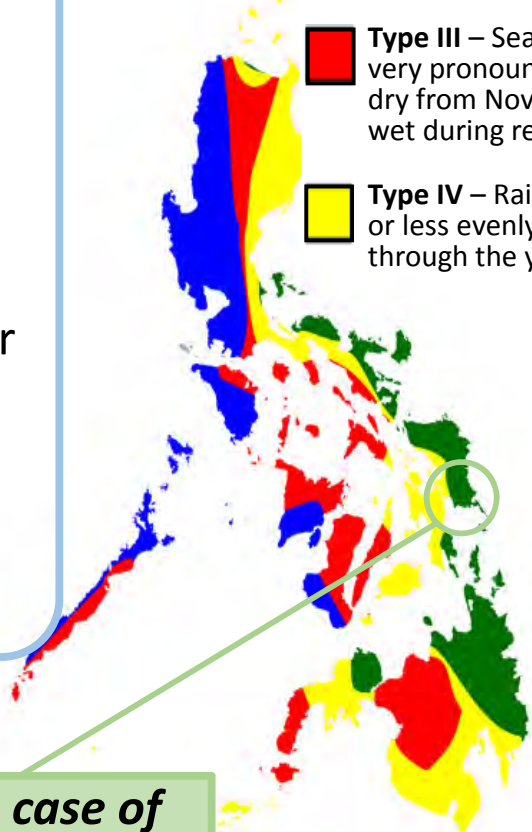 Type III – Sea
very pronoun
dry from Nov
wet during re
Type IV – Rai
or less evenly
through the y
r
case of